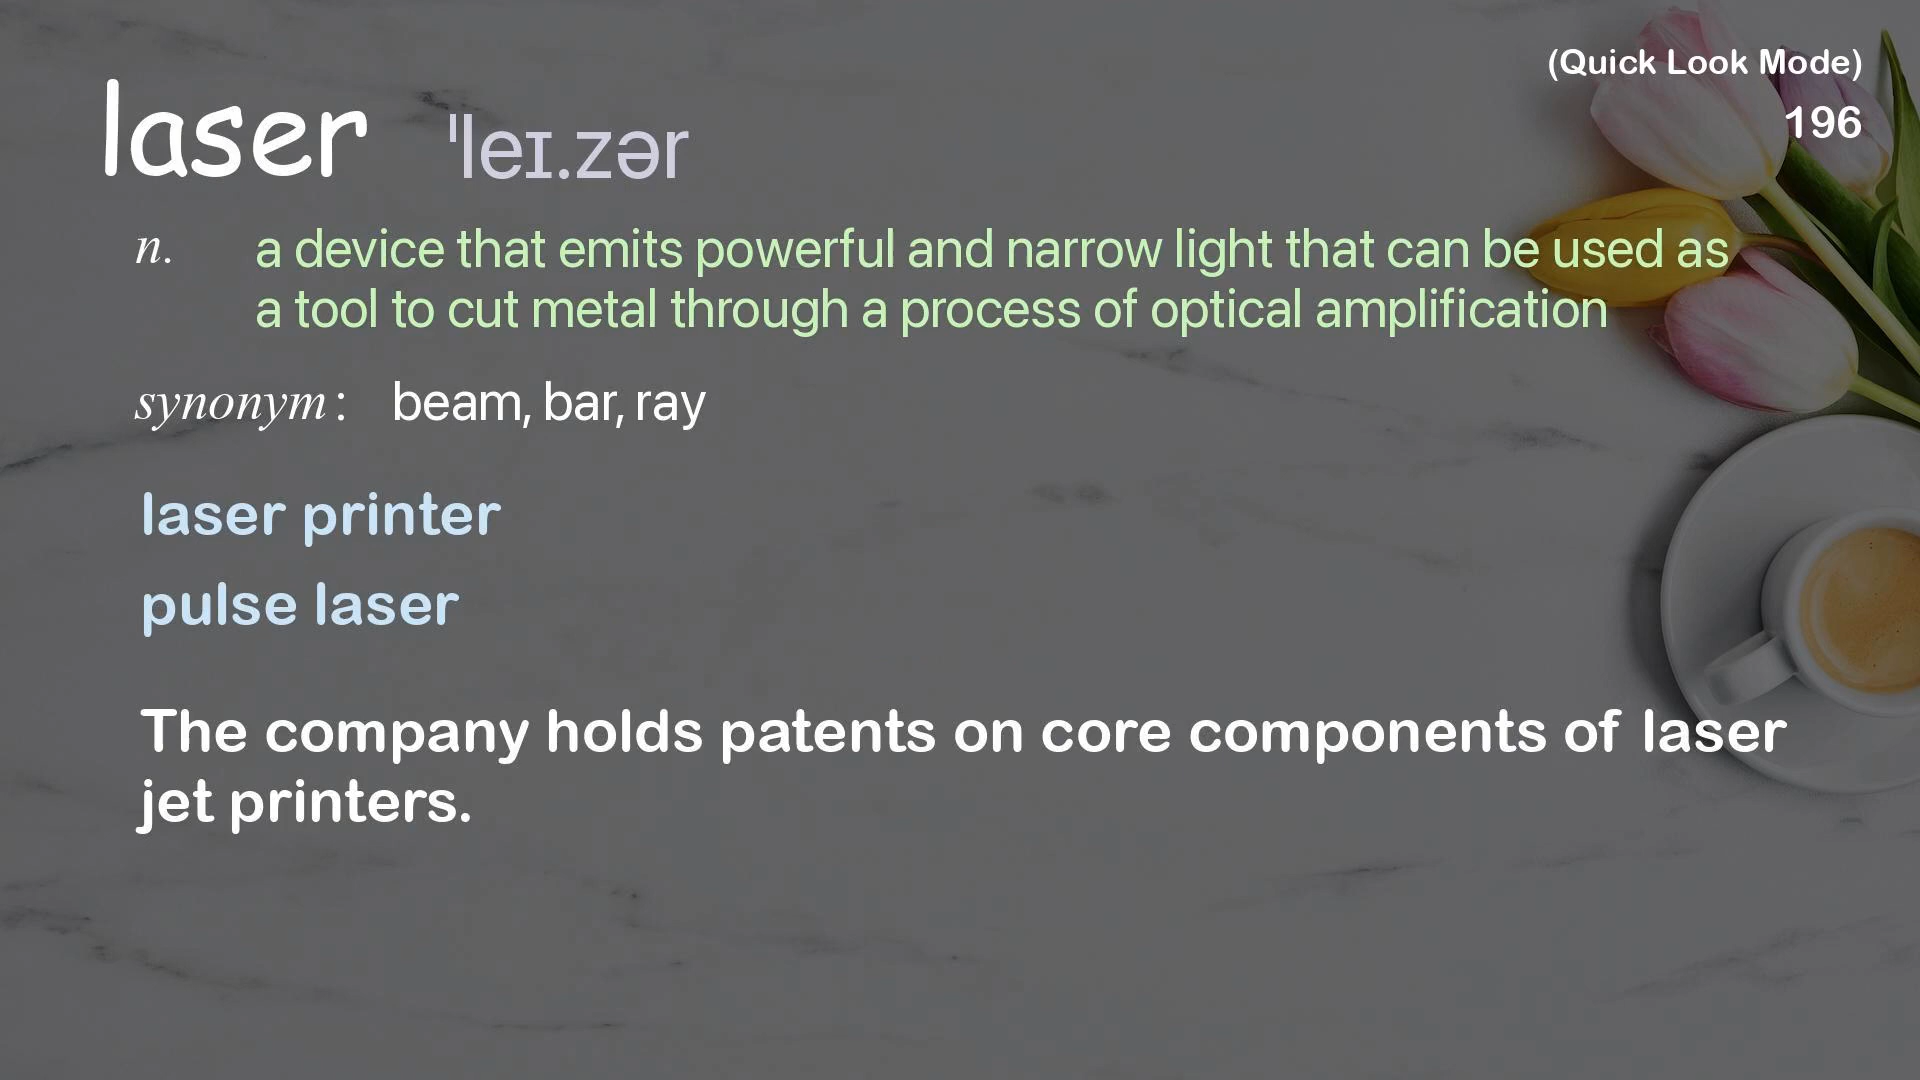 (Quick Look Mode)
196
laser ˈleɪ.zər
n. a device that emits powerful and narrow light that can be used as
a tool to cut metal through a process of optical amplification
synonym: beam, bar, ray
laser printer
pulse laser
The company holds patents on core components of laser
jet printers.